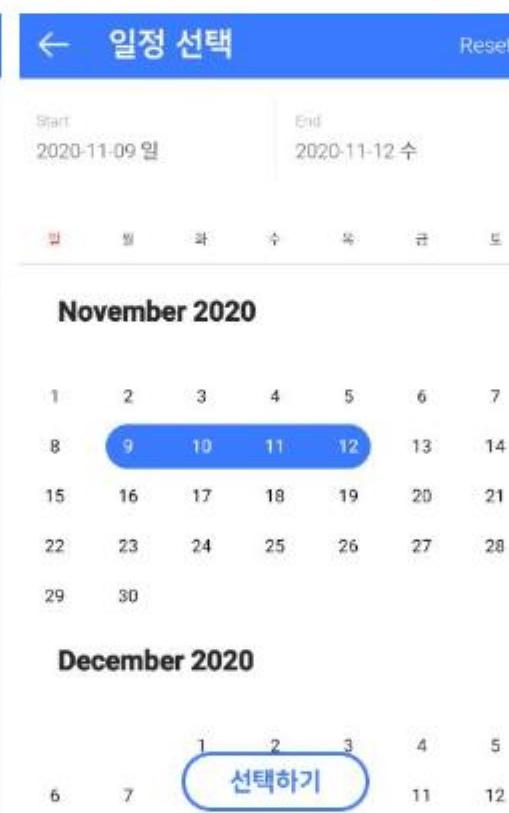 일정 선택 Reset
Start End
2020-11-09 일 2020-11-12 수
일 월 화 수 목 금 토
November 2020
1 2 3 4 5 6 7
8 9 10 11 12 13 14
15 16 17 18 19 20 21
22 23 24 25 26 27 28
29 30
December 2020
1 2 3 4 5
선택하기
6 7 11 12